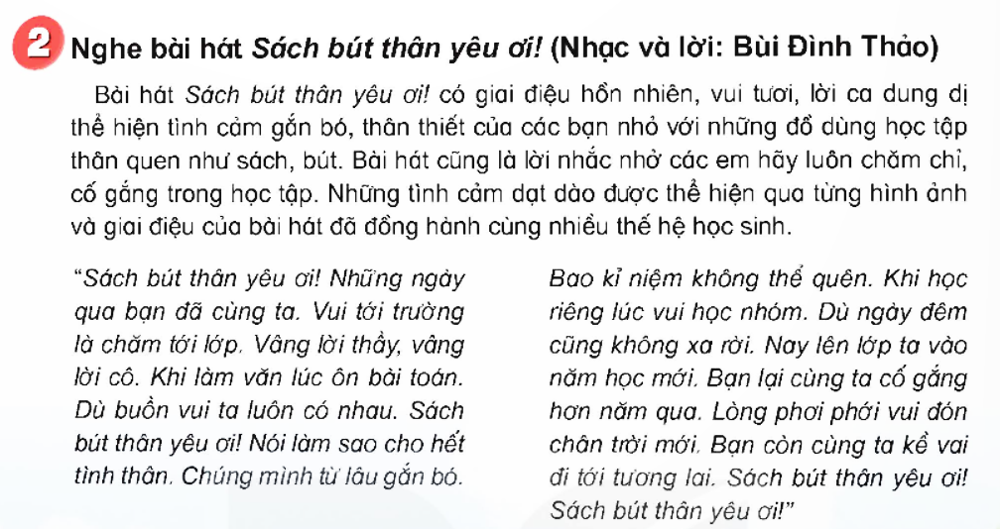 2 Nghe bài hát Sách bút thân yêu ơi! (Nhạc và lời: Bùi Đình Thảo)
Bài hát Sách bút thân yêu ơi! có giai điệu hồn nhiên, vui tươi, lời ca dung dị
thể hiện tình cảm gắn bó, thân thiết của các bạn nhỏ với những đồ dùng học tập
thân quen như sách, bút. Bài hát cũng là lời nhắc nhở các em hãy luôn chăm chỉ,
cố gắng trong học tập. Những tình cảm dạt dào được thể hiện qua từng hình ảnh
và giai điệu của bài hát đã đồng hành cùng nhiều thế hệ học sinh.
“Sách bút thân yêu ơi! Những ngày
qua bạn đã cùng ta. Vui tới trường
là chăm tới lớp. Vâng lời thầy, vâng
lời cô. Khi làm văn lúc ôn bài toán.
Dù buồn vui ta luôn có nhau. Sách
bút thân yêu ơi! Nói làm sao cho hết
tình thân. Chúng mình từ lâu gắn bó.
Bao kỉ niệm không thể quên. Khi học
riêng lúc vui học nhóm. Dù ngày đêm
cũng không xa rời. Nay lên lớp ta vào
năm học mới. Bạn lại cùng ta cố gắng
hơn năm qua. Lòng phơi phới vui đón
chân trời mới. Bạn còn cùng ta kề vai
đi tới tương lai. Sách bút thân yêu ơi!
Sách bút thân yêu ơi!”